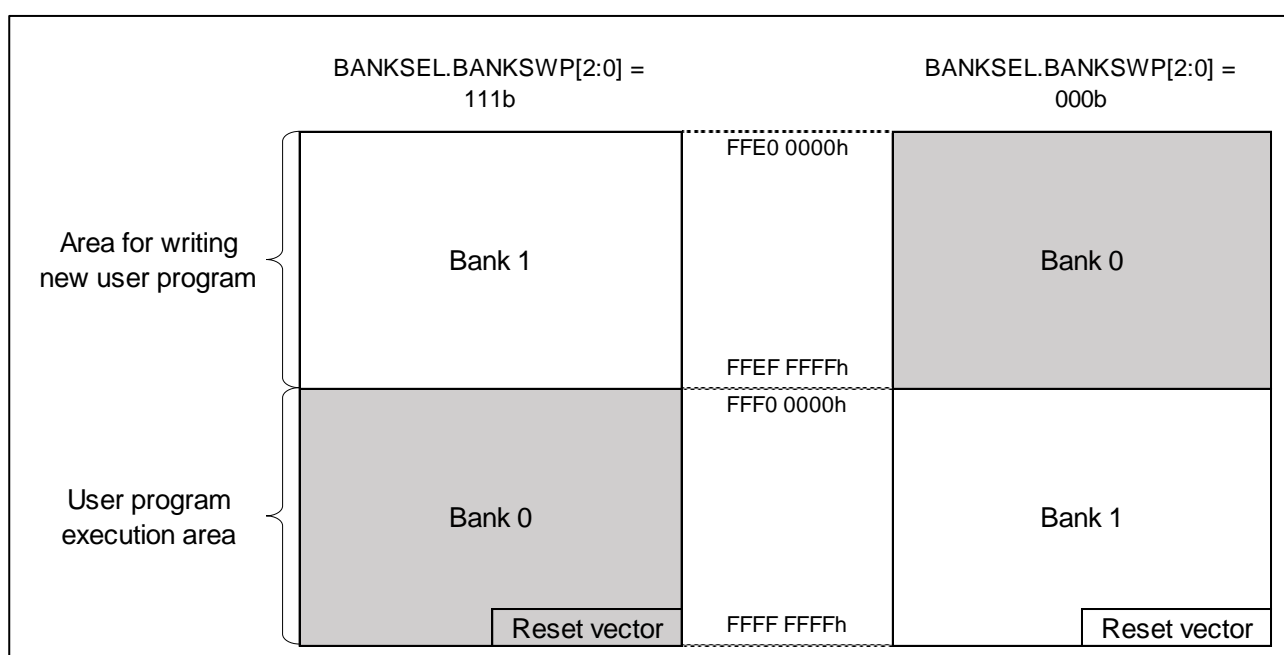 BANKSEL.BANKSWP[2:0] =
111b
BANKSEL.BANKSWP[2:0] =
000b
FFE0 0000h
Area for writing
new user program
Bank 1
Bank 0
FFEF FFFFh
FFF0 0000h
User program
execution area
Bank 0
Bank 1
Reset vector
FFFF FFFFh
Reset vector